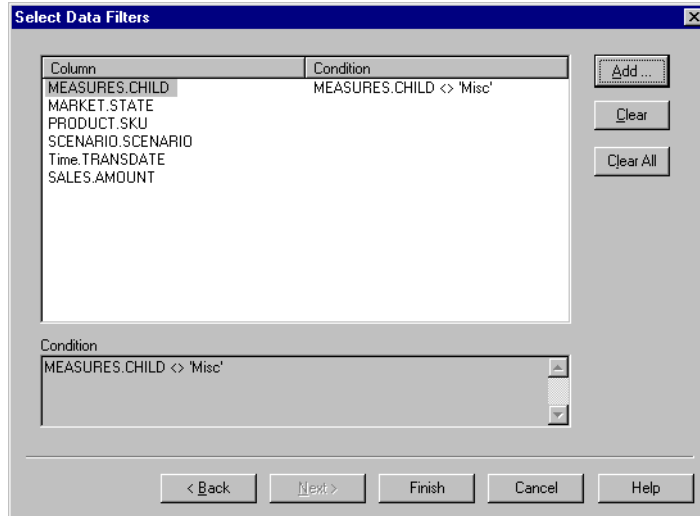 Select Data Filters
Column Condition
MEASURES.CHILD MEASURES.CHILD <> 'Misc'
MARKET.STATE
PRODUCT.SKU
SCENARIO.SCENARIO
Time.TRANSDATE
SALES.AMOUNT
Add ...
Clear
Clear All
Condition
MEASURES.CHILD <> 'Misc'
< Back Next > Finish Cancel Help